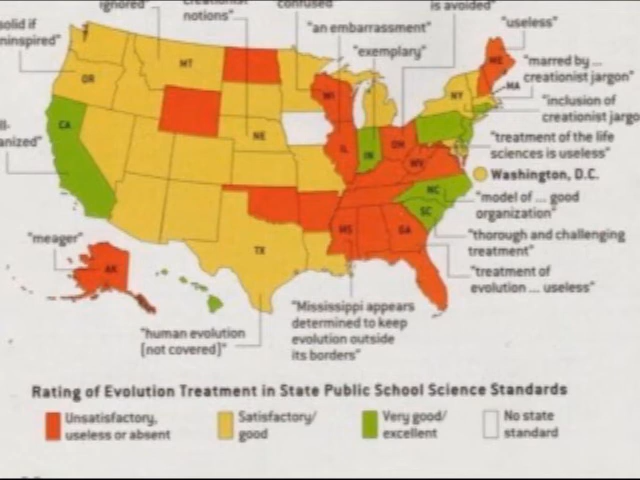 ignored"
creationist
notions"
confused
is avoided"
"solid if
uninspired"
"an embarrassment"
"useless"
"exemplary"
"marred by ...
creationist jargon"
WA
OR
MT
WI
ME
NY
MA
"inclusion of
creationist jargo
CA
NE
IL
IN
OH
WV
"treatment of the life
sciences is useless"
anized"
Washington, D.C.
NC
SC
"model of ... good
organization"
"thorough and challenging
treatment"
"meager"
AK
TX
MS
GA
"treatment of
evolution ... useless"
"human evolution
(not covered)"
"Mississippi appears
determined to keep
evolution outside
its borders"
Rating of Evolution Treatment in State Public School Science Standards
Unsatisfactory,
useless or absent
Satisfactory/
good
Very good/
excellent
No state
standard